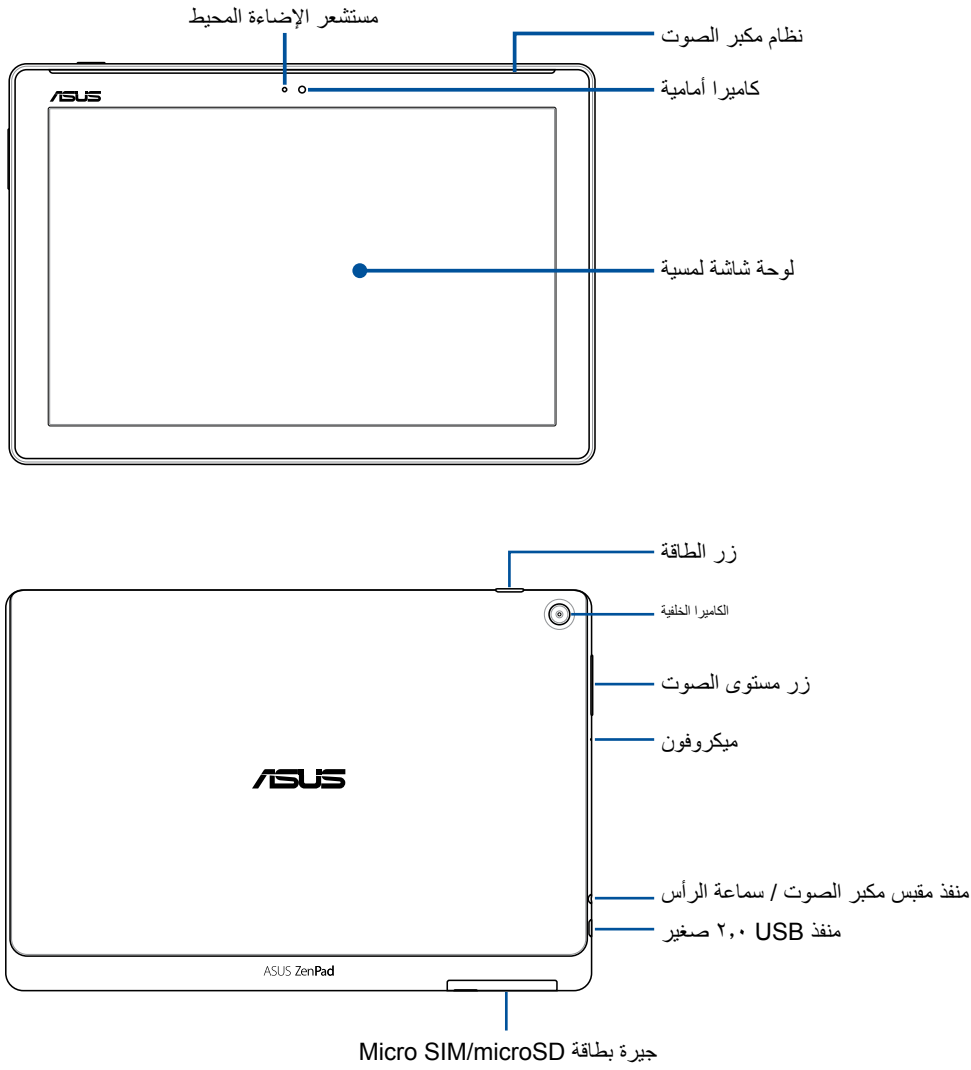 مستشعر الإضاءة المحيط
نظام مكبر الصوت
كاميرا أمامية
ASUS
لوحة شاشة لمسية
زر الطاقة
الكاميرا الخلفية
زر مستوى الصوت
ميكروفون
ASUS
منفذ مقبس مكبر الصوت / سماعة الرأس
منفذ USB ٢,٠ صغير
ASUS ZenPad
جيرة بطاقة Micro SIM/microSD